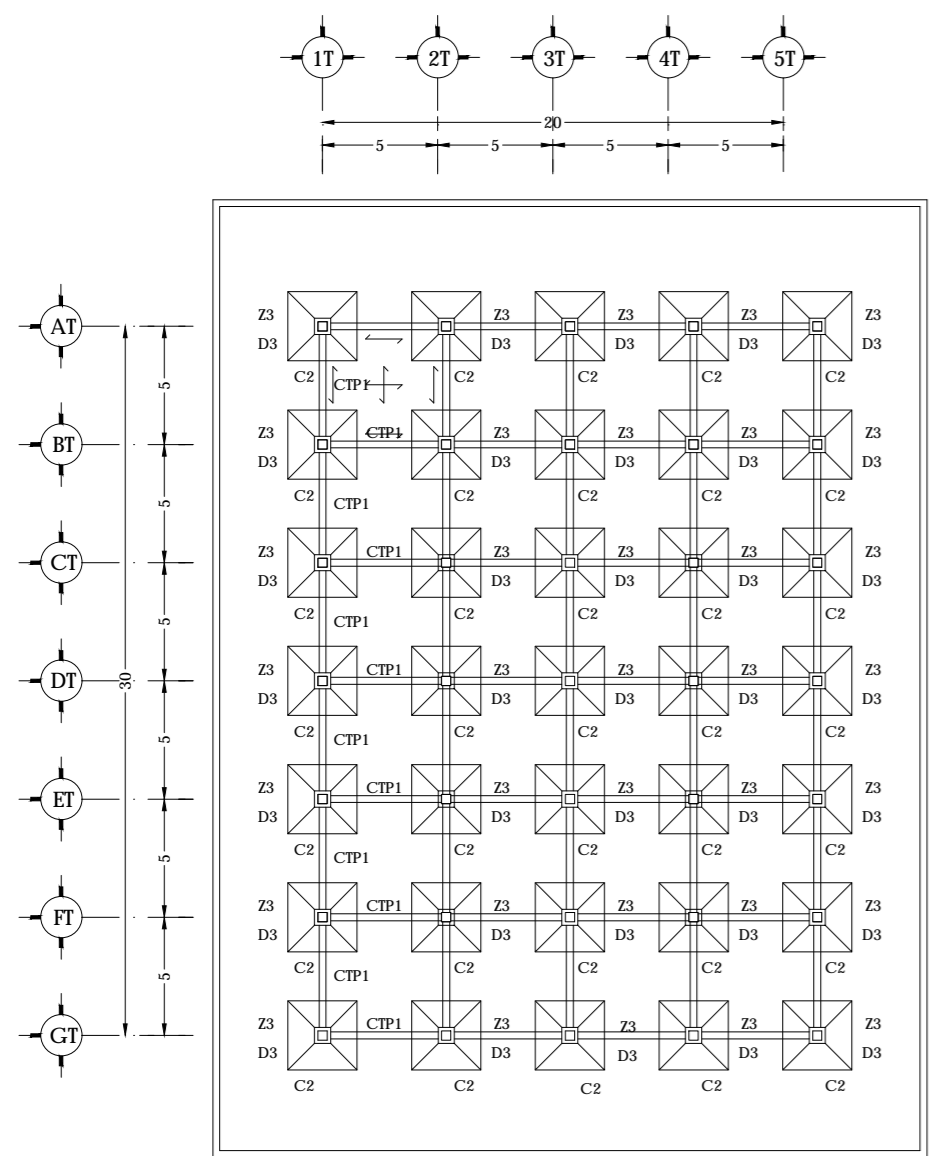 1T 2T 3T 4T 5T
20
5 5 5 5
Z3 Z3 Z3 Z3 Z3
AT
D3 D3 D3 D3 D3
C2 C2 C2 C2 C2
CTP1
5
Z3 CTP1 Z3 Z3 Z3 Z3
BT
D3 D3 D3 D3 D3
C2 C2 C2 C2 C2
5 CTP1
Z3 CTP1 Z3 Z3 Z3 Z3
CT
D3 D3 D3 D3 D3
C2 C2 C2 C2 C2
5 CTP1
Z3 CTP1 Z3 Z3 Z3 Z3
DT 30
D3 D3 D3 D3 D3
C2 C2 C2 C2 C2
5 CTP1
Z3 CTP1 Z3 Z3 Z3 Z3
ET
D3 D3 D3 D3 D3
C2 C2 C2 C2 C2
5 CTP1
Z3 CTP1 Z3 Z3 Z3 Z3
FT
D3 D3 D3 D3 D3
C2 C2 C2 C2 C2
5 CTP1
Z3 CTP1 Z3 Z3 Z3 Z3
GT
D3 D3 D3 D3 D3
C2 C2 C2 C2 C2